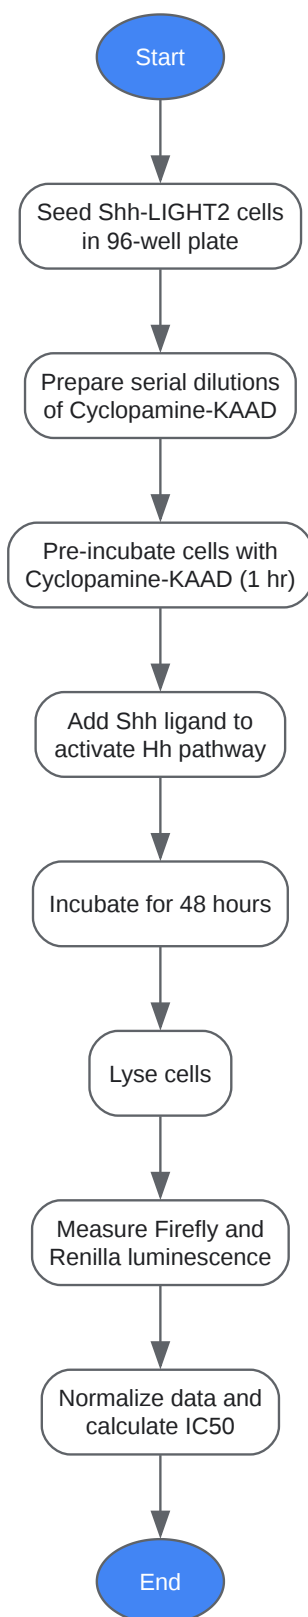 Start
Seed Shh-LIGHT2 cells
in 96-well plate
Prepare serial dilutions
of Cyclopamine-KAAD
Pre-incubate cells with
Cyclopamine-KAAD (1 hr)
Add Shh ligand to
activate Hh pathway
Incubate for 48 hours
Lyse cells
Measure Firefly and
Renilla luminescence
Normalize data and
calculate IC50
End